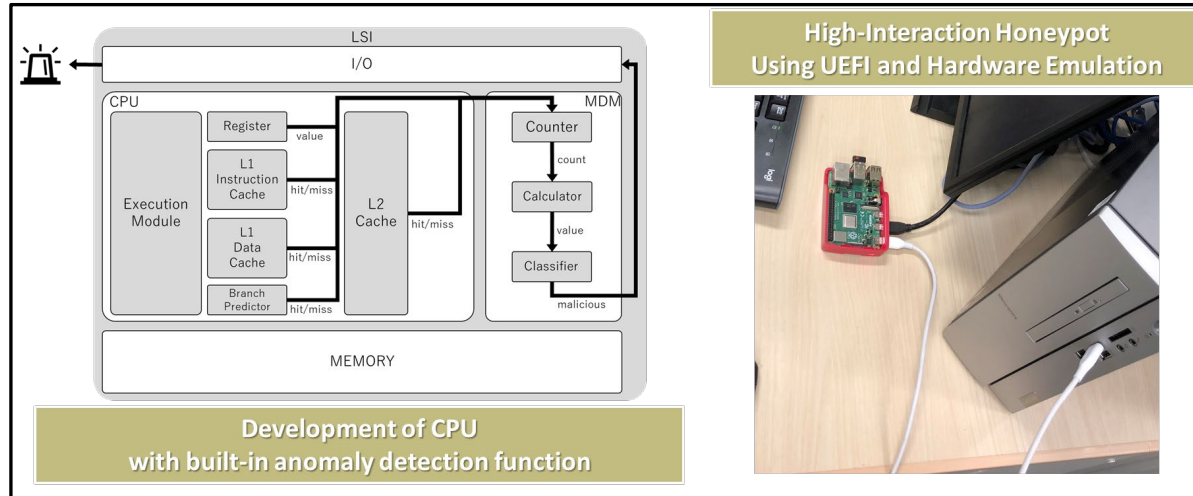 LSI
I/O
CPU
Execution
Module
Register
value
L1
Instruction
Cache
hit/miss
L1
Data
Cache
hit/miss
Branch
Predictor
hit/miss
L2
Cache
hit/miss
MDM
Counter
count
Calculator
value
Classifier
malicious
MEMORY
Development of CPU
with built-in anomaly detection function
High-Interaction Honeypot
Using UEFI and Hardware Emulation
logi